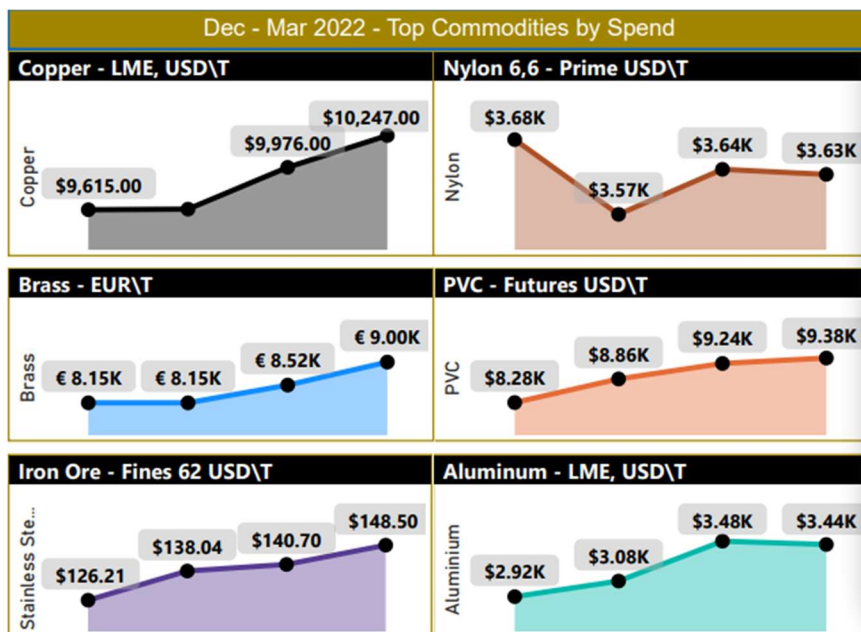 Dec - Mar 2022 - Top Commodities by Spend
Copper - LME, USD\T
Copper
$9,615.00
$9,976.00
$10,247.00
Nylon 6,6 - Prime USD\T
Nylon
$3.68K
$3.57K
$3.64K
$3.63K
Brass - EUR\T
Brass
€ 8.15K
€ 8.15K
€ 8.52K
€ 9.00K
PVC - Futures USD\T
PVC
$8.28K
$8.86K
$9.24K
$9.38K
Iron Ore - Fines 62 USD\T
Stainless Ste...
$126.21
$138.04
$140.70
$148.50
Aluminum - LME, USD\T
Aluminium
$2.92K
$3.08K
$3.48K
$3.44K